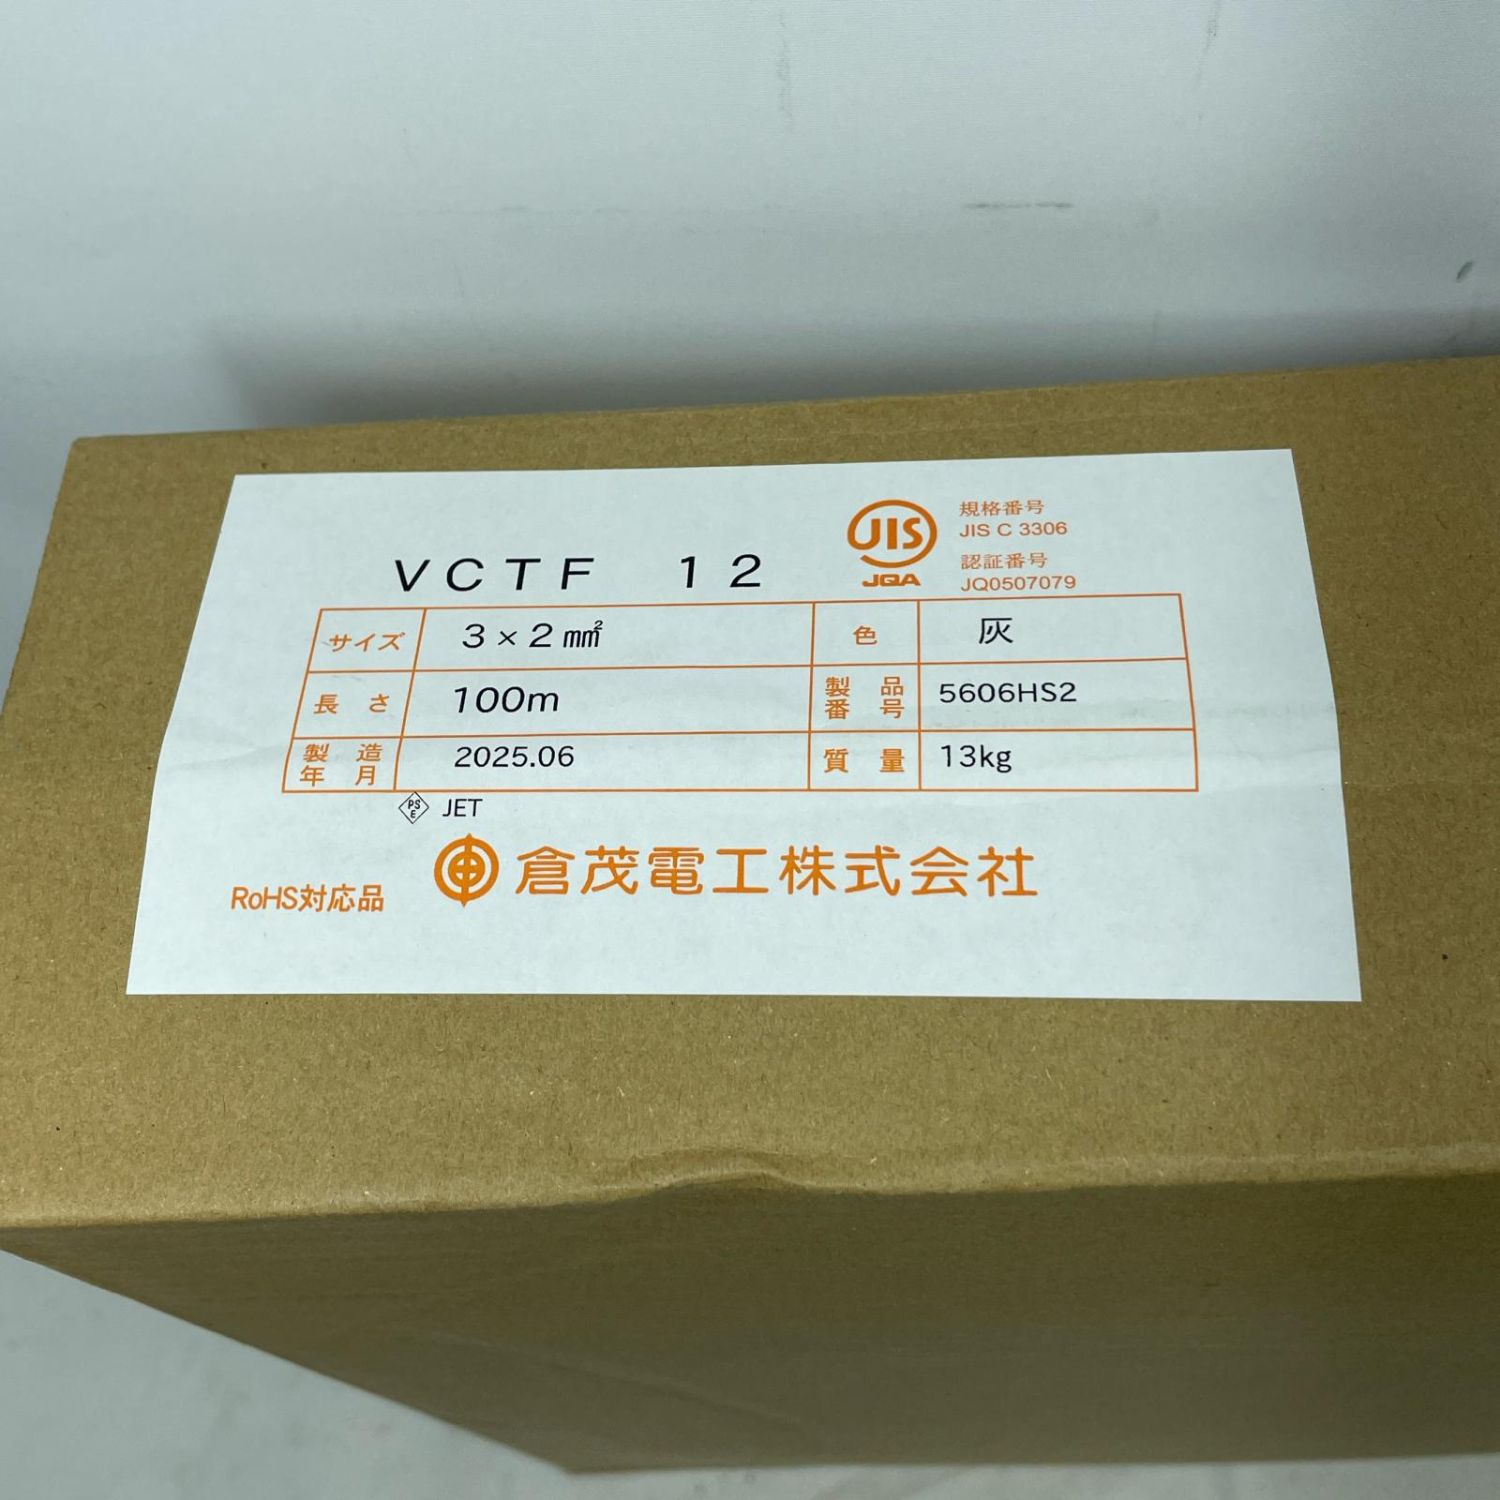 VCTF 12
JIS
JQA
規格番号
JIS C 3306
認証番号
JQ0507079
サイズ 3×2㎟ 色 灰
長さ 100m 製品番号 5606HS2
製造年月 2025.06 質量 13kg
PSE JET
RoHS対応品
倉茂電工株式会社